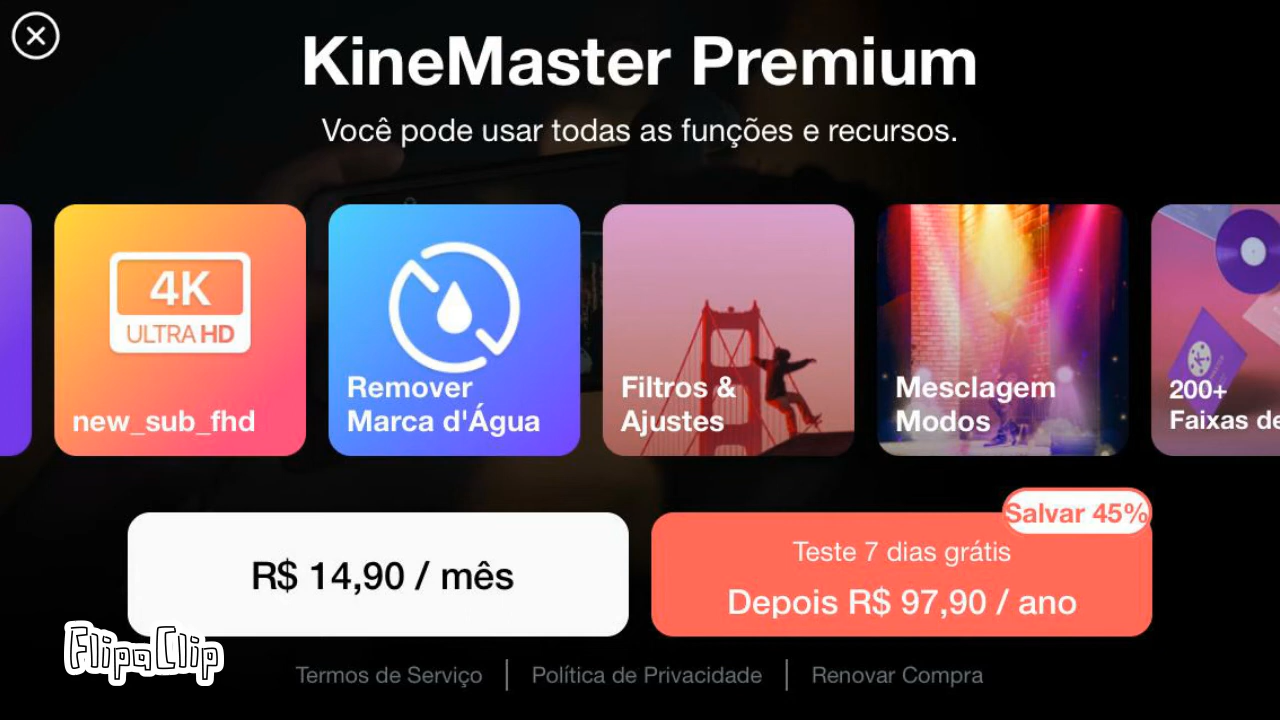 KineMaster Premium
Você pode usar todas as funções e recursos.
4K
ULTRA HD
new_sub_fhd
Remover
Marca d'Água
Filtros &
Ajustes
Mesclagem
Modos
200+
Faixas de
R$ 14,90 / mês
Salvar 45%
Teste 7 dias grátis
Depois R$ 97,90 / ano
FlipaClip
Termos de Serviço | Política de Privacidade | Renovar Compra